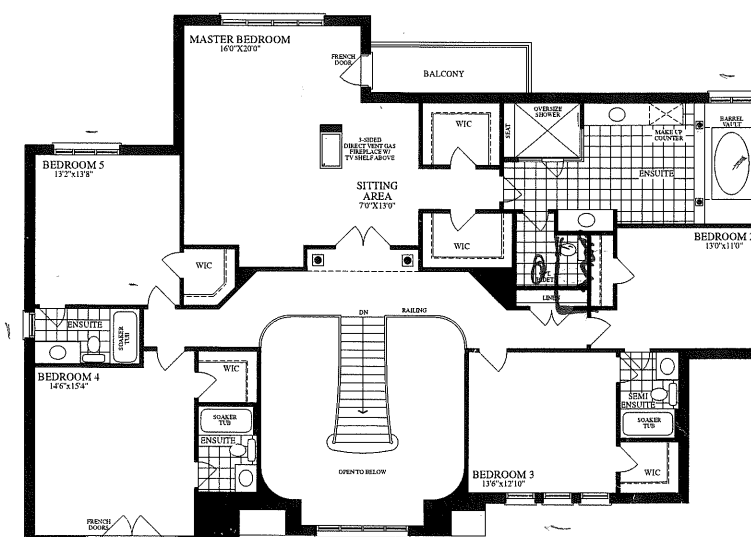 MASTER BEDROOM
16'0"X20'0"
FRENCH
DOOR
BALCONY
WIC
SEAT
OVERSIZE
SHOWER
MAKE UP
COUNTER
BARREL
VAULT
ENSUITE
3-SIDED
DIRECT VENT GAS
FIREPLACE W/
TV SHELF ABOVE
SITTING
AREA
7'0"X13'0"
WIC
BEDROOM 5
13'2"x13'8"
WIC
BEDROOM 2
13'0"x11'0"
LINEN
ENSUITE
SOAKER
TUB
DN
RAILING
BEDROOM 4
14'6"x15'4"
WIC
SOAKER
TUB
ENSUITE
OPEN TO BELOW
SEMI
ENSUITE
SOAKER
TUB
BEDROOM 3
13'6"x12'10"
WIC
FRENCH
DOORS